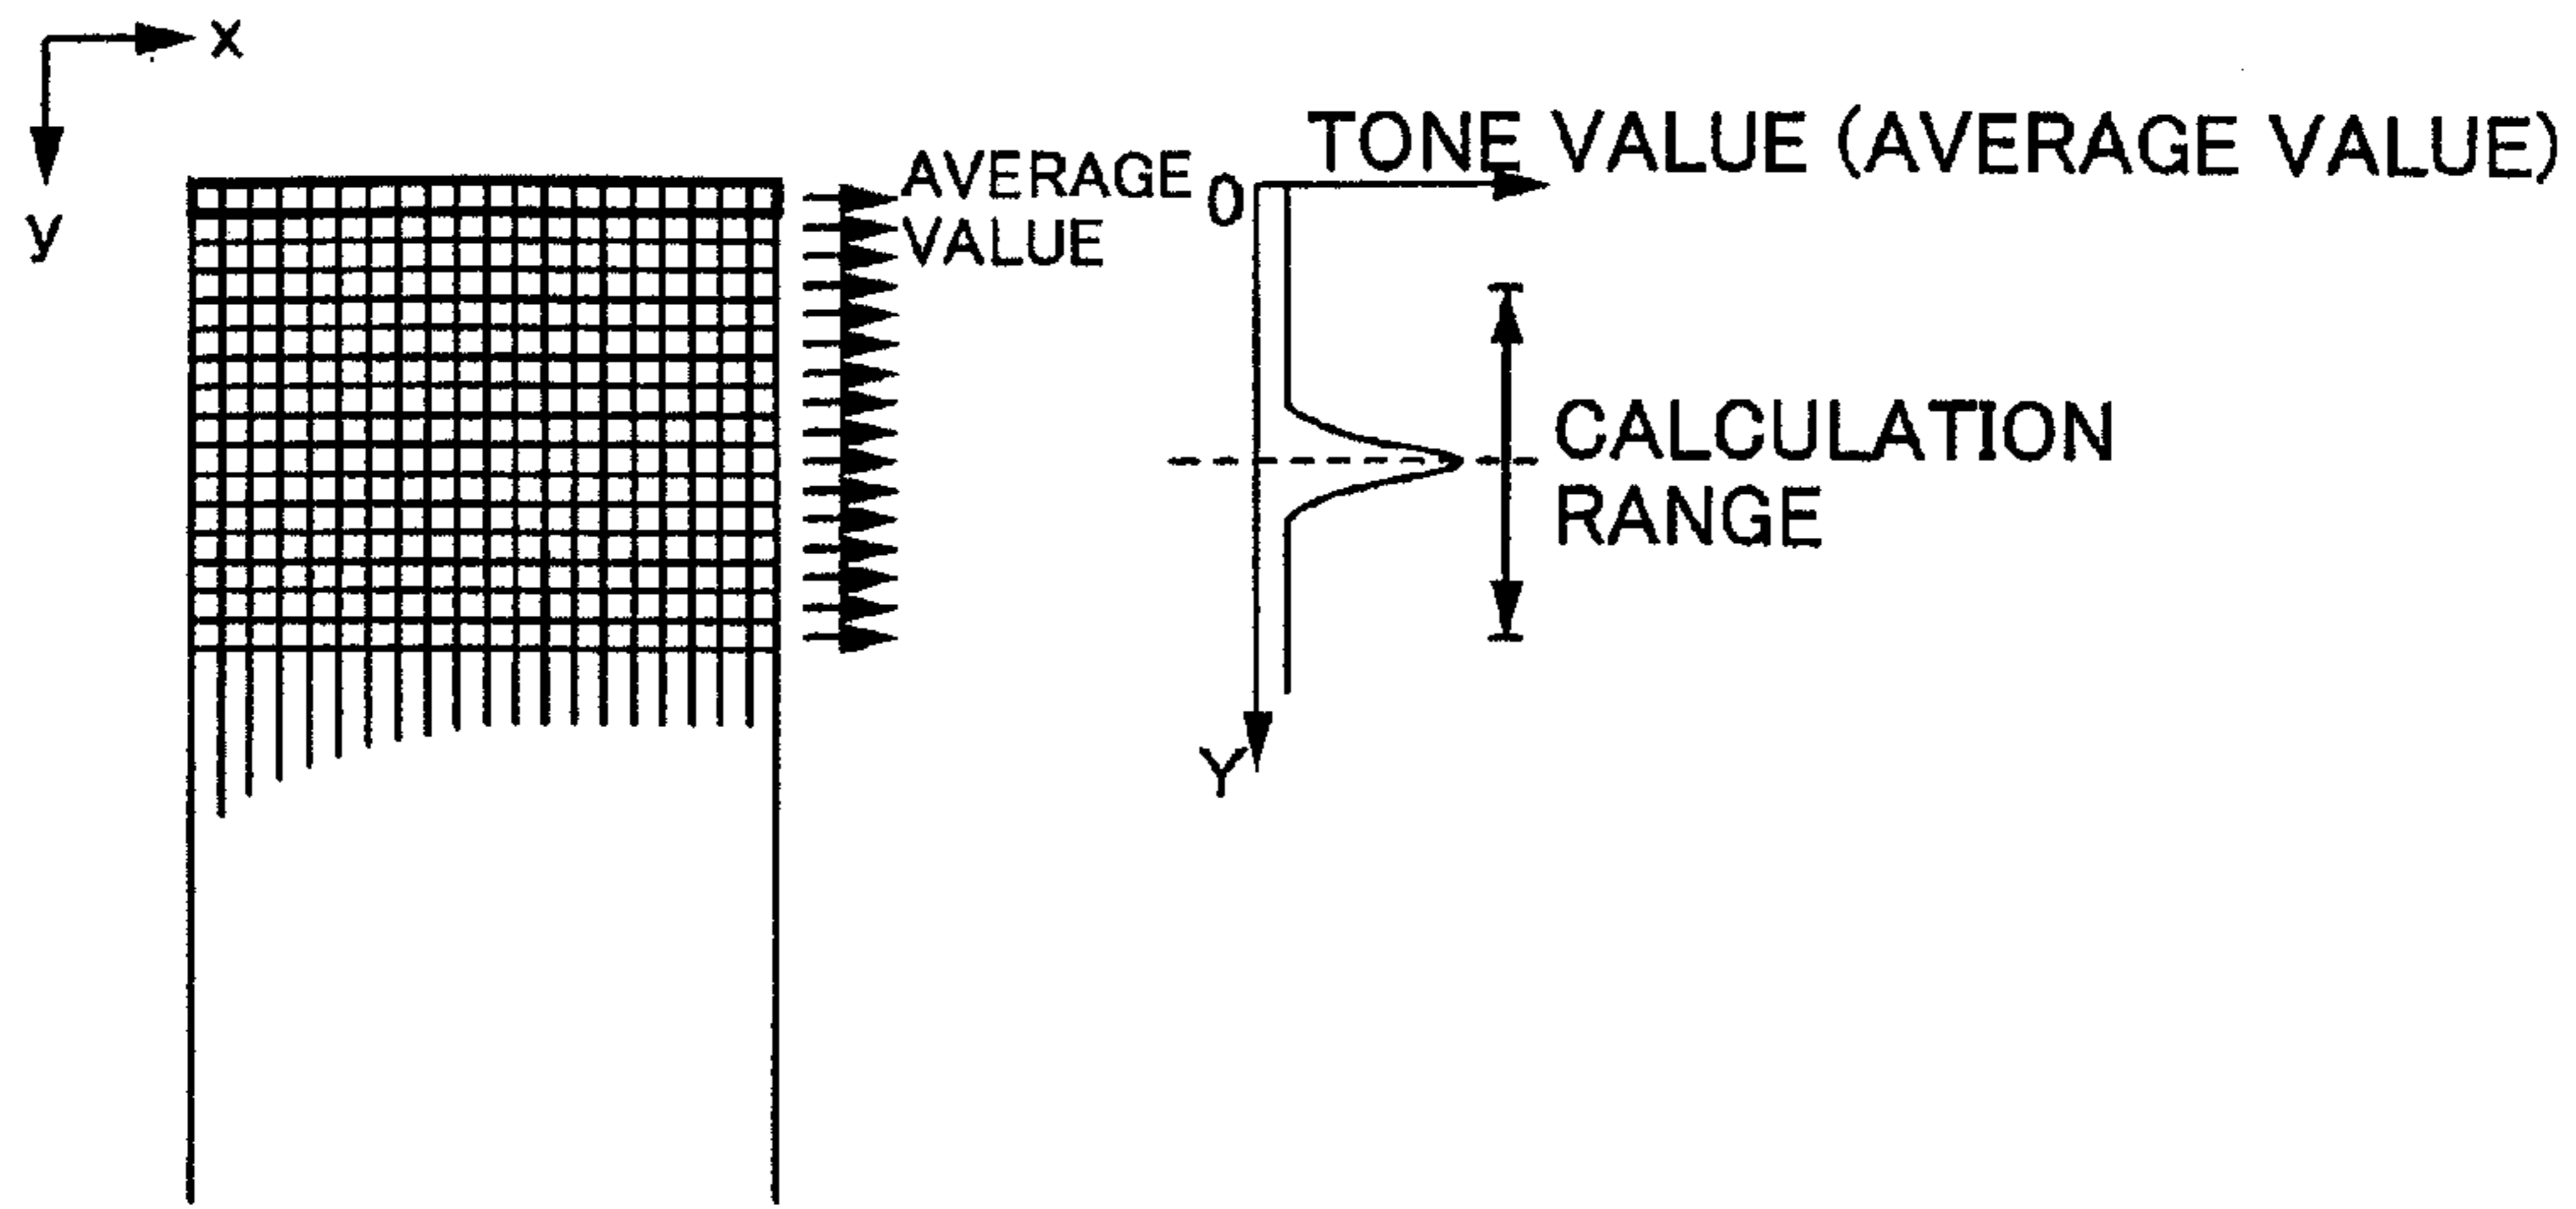 x
y
AVERAGE
VALUE
TONE VALUE (AVERAGE VALUE)
0
CALCULATION
RANGE
Y